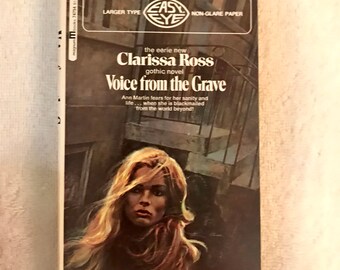 LARGER TYPE EASY EYE NON-GLARE PAPER
the eerie new
Clarissa Ross
gothic novel
Voice from the Grave
Ann Martin fears for her sanity and
life . . . when she is blackmailed
from the world beyond!